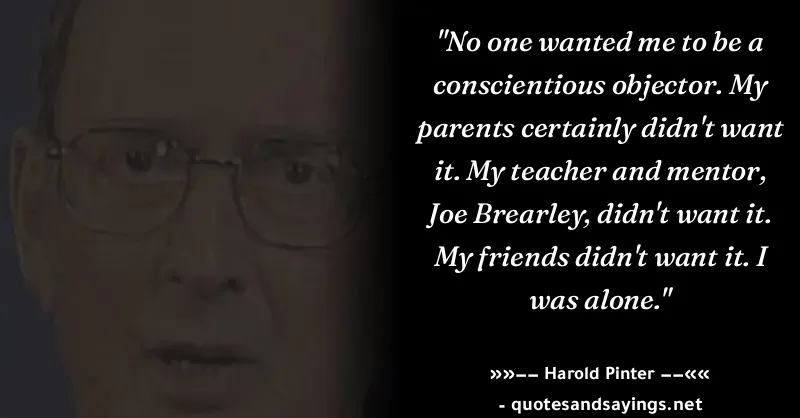 "No one wanted me to be a
conscientious objector. My
parents certainly didn't want
it. My teacher and mentor,
Joe Brearley, didn't want it.
My friends didn't want it. I
was alone."
»»−− Harold Pinter −−««
- quotesandsayings.net